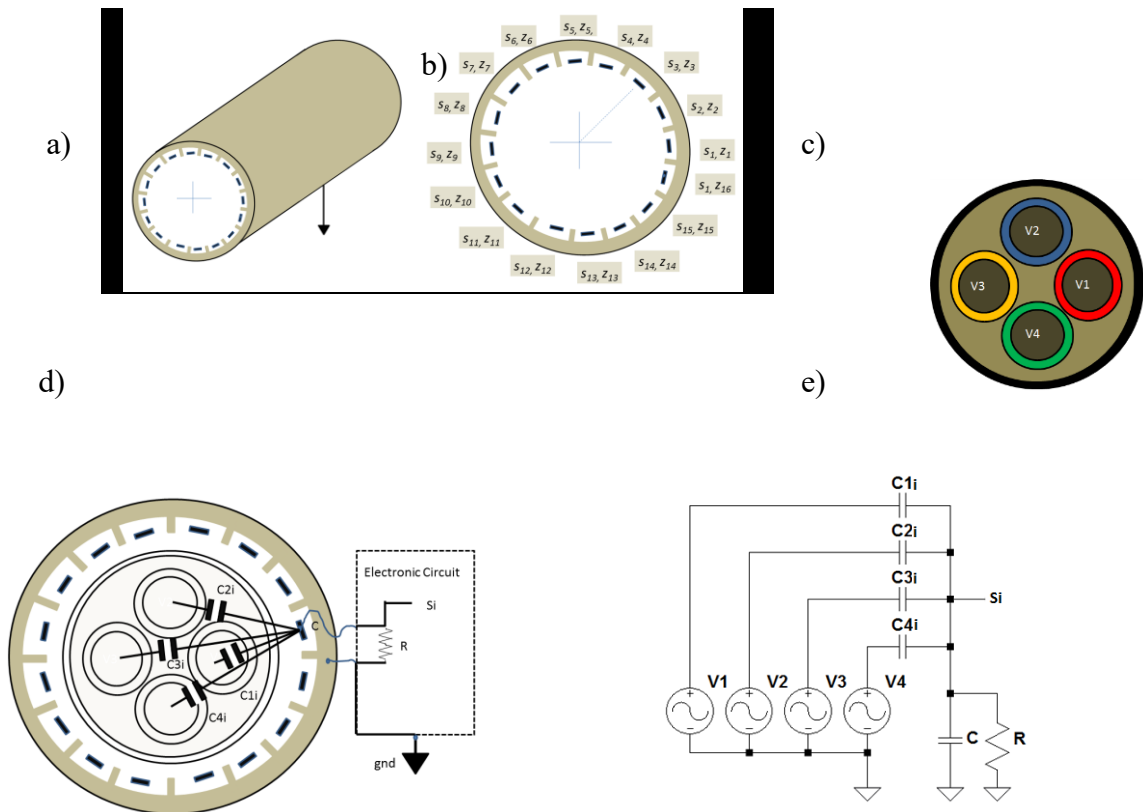 a)
b)
s5, z5,
s6, z6
s4, z4
s7, z7
s3, z3
s8, z8
s2, z2
s9, z9
s1, z1
s10, z10
s1, z16
s11, z11
s15, z15
s12, z12
s13, z13
s14, z14
c)
V2
V3
V1
V4
d)
Electronic Circuit
C2i
Si
C
R
C3i
C1i
C4i
gnd
e)
C1i
C2i
C3i
Si
C4i
V1
V2
V3
V4
C
R